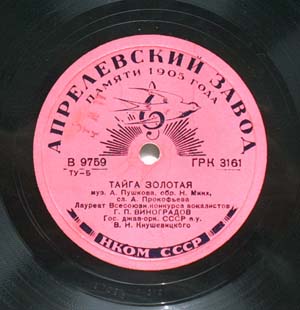 АПРЕЛЕВСКИЙ ЗАВОД
ПАМЯТИ 1905 ГОДА
В 9759
ГРК 3161
ТУ-Б
ТАЙГА ЗОЛОТАЯ
муз. А. Пушкова, обр. Н. Минх,
сл. А. Прокофьева
Лауреат Всесоюзн. конкурса вокалистов
Г. П. ВИНОГРАДОВ
Гос. джаз-орк. СССР п.у.
В. Н. Кнушевицкого
НКОМ СССР